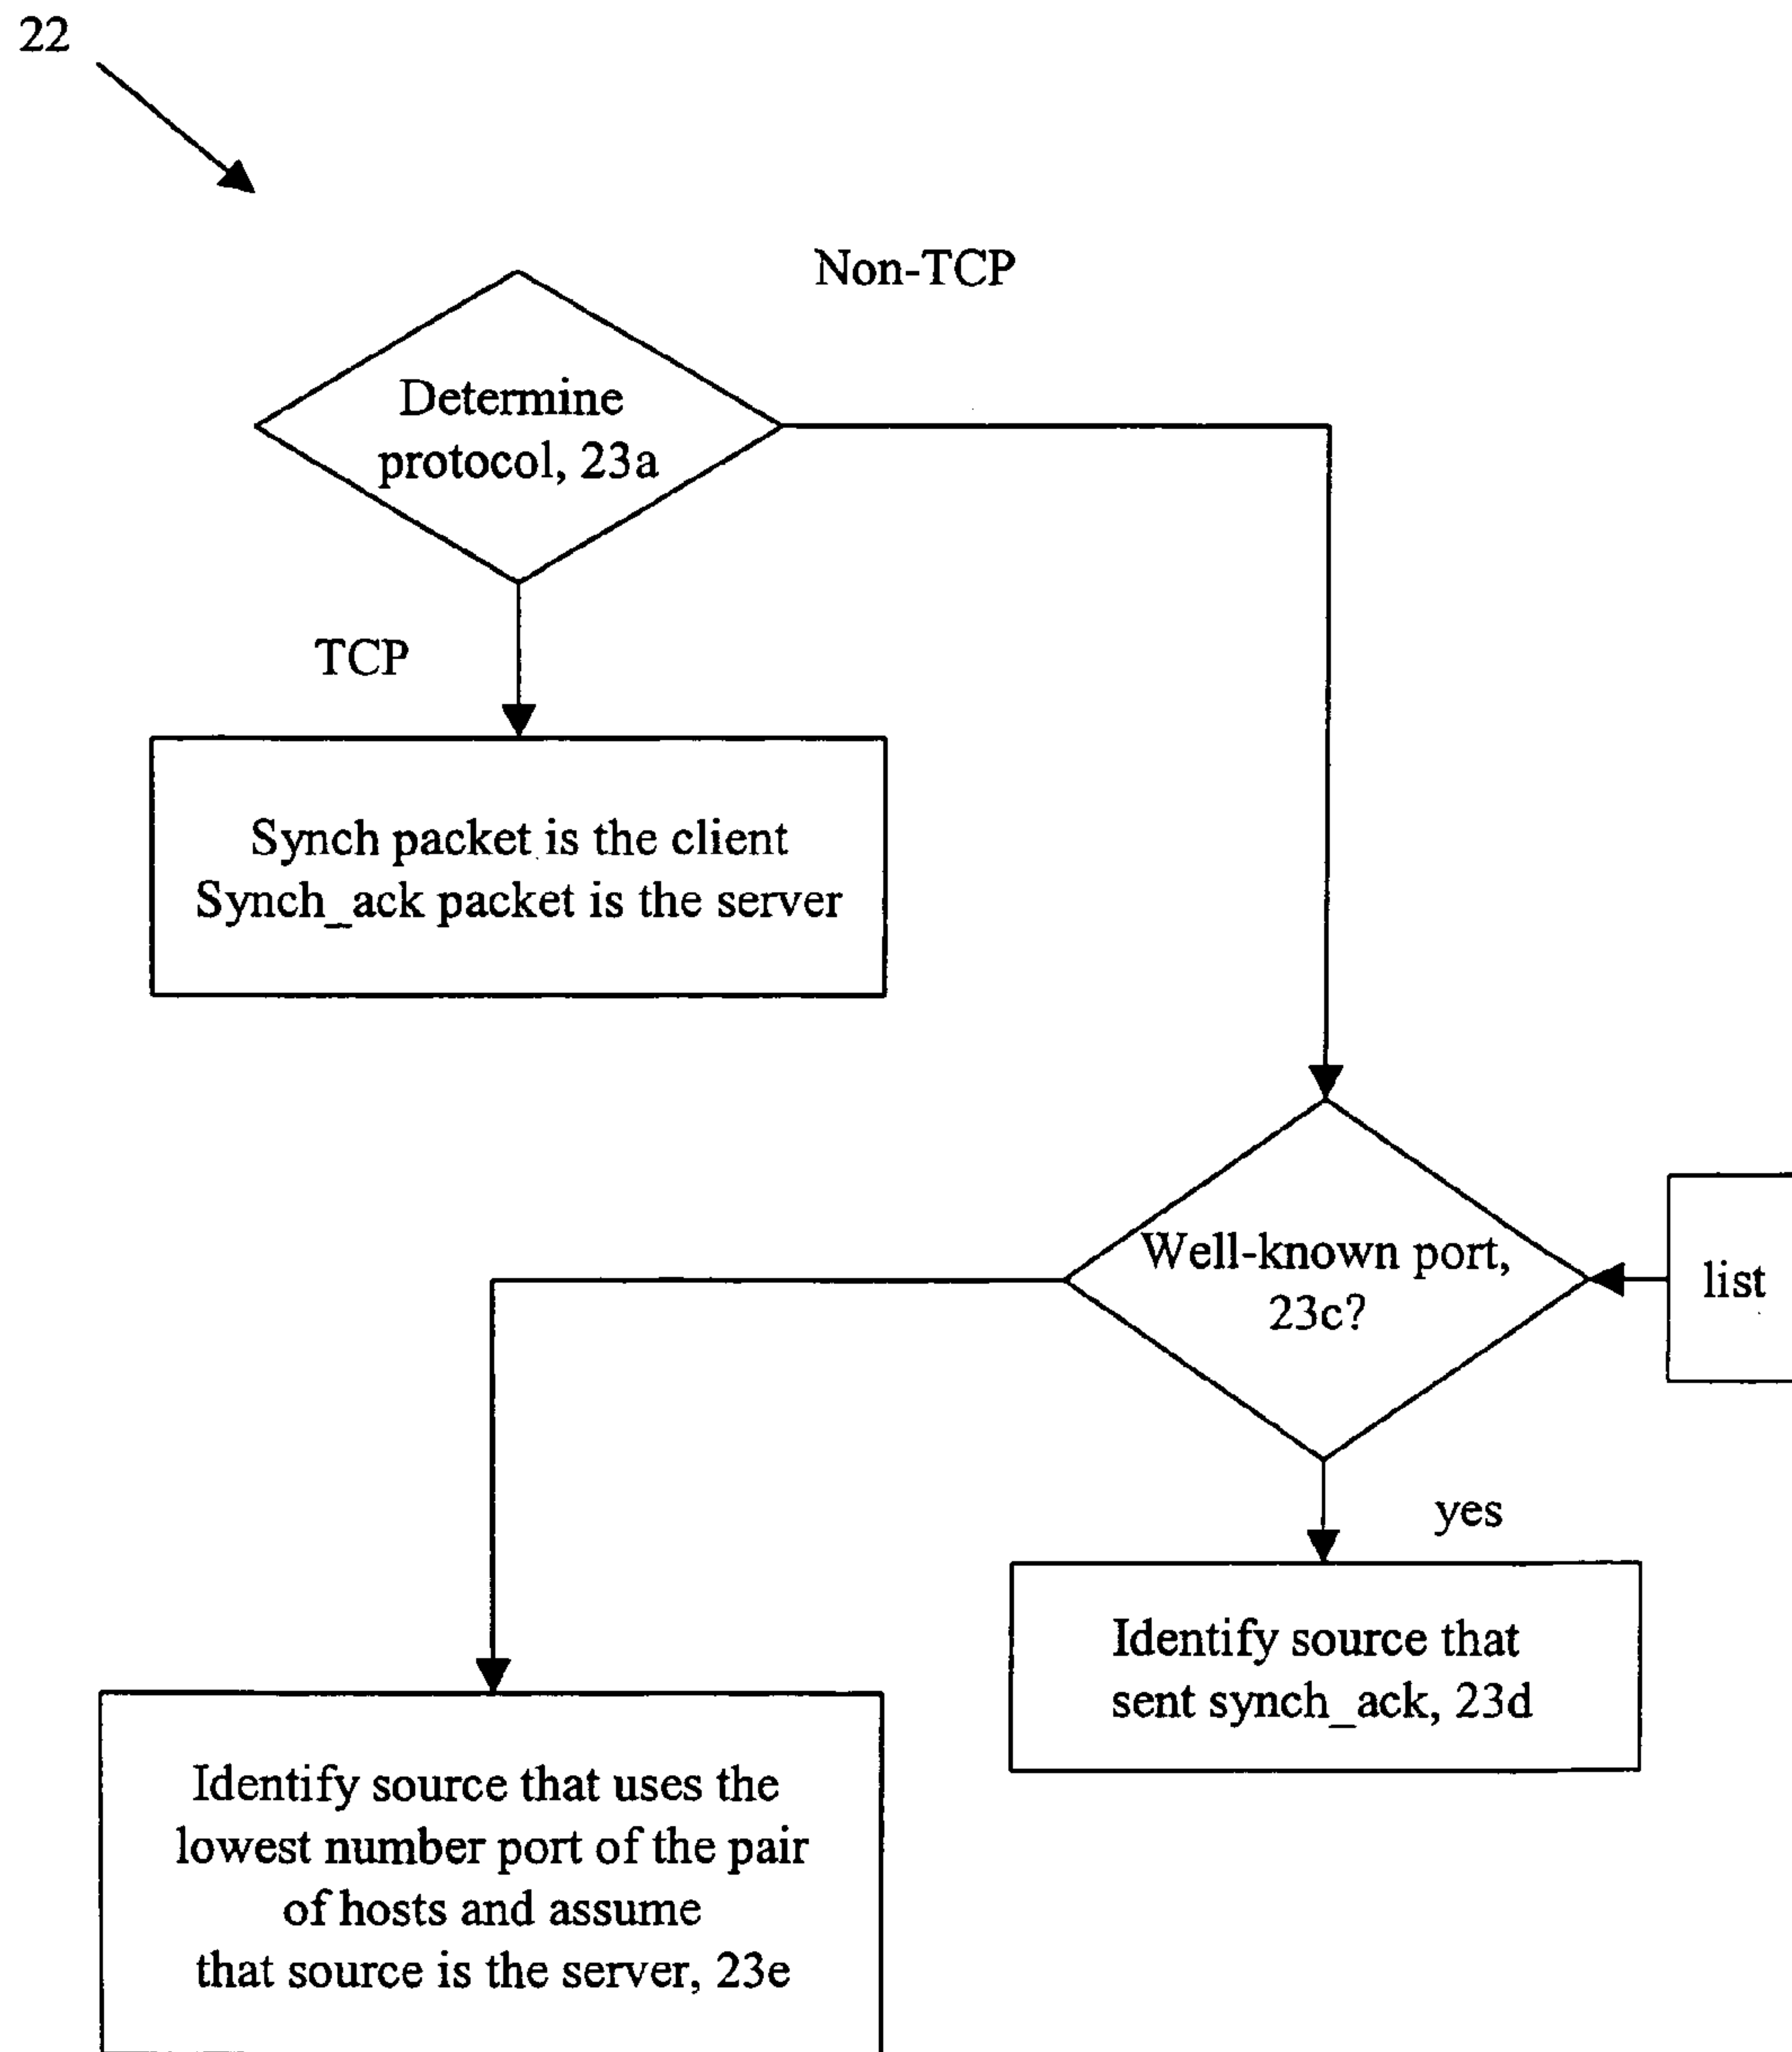 22
Non-TCP
Determine
protocol, 23a
TCP
Synch packet is the client
Synch_ack packet is the server
Well-known port,
23c?
list
yes
Identify source that
sent synch_ack, 23d
Identify source that uses the
lowest number port of the pair
of hosts and assume
that source is the server, 23e